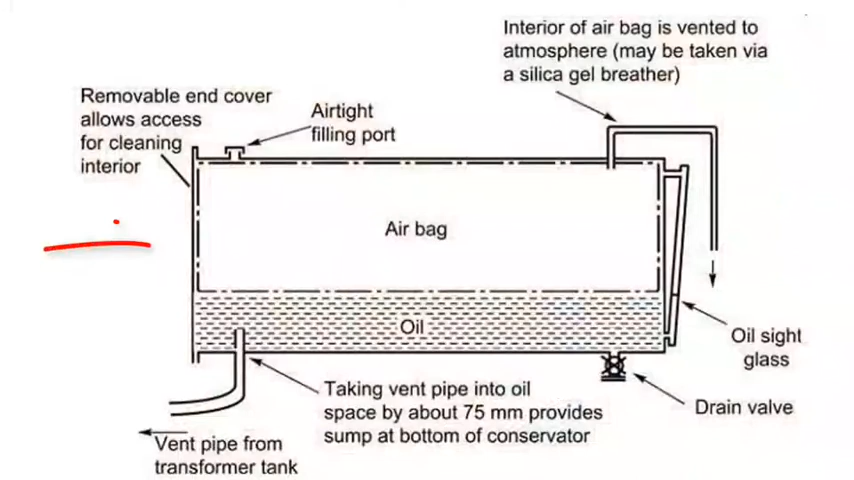 Interior of air bag is vented to
atmosphere (may be taken via
a silica gel breather)
Removable end cover
allows access
for cleaning
interior
Airtight
filling port
Air bag
Oil
Oil sight
glass
Taking vent pipe into oil
space by about 75 mm provides
sump at bottom of conservator
Drain valve
Vent pipe from
transformer tank